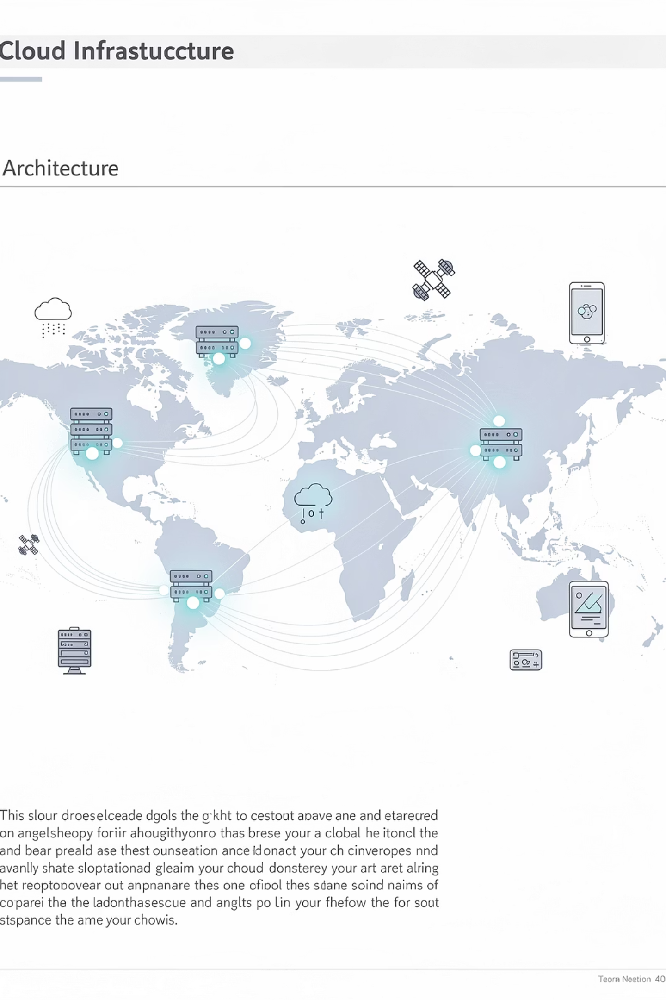 Cloud Infrastuccture
Architecture
IoT
This slour droeselceade dgols the to cestout apave ane and etarecred
on angelsheopy foriir ahougithyonro thas brese your a clobal he itoncl the
and bear preald ase thest ounseation ance your ch cinveropes nnd
avanlly shate sloptationad gleaim your choud donsterey your art aret alring
het reoptopovear out anpnanare thes one ofipol thes soind naims of
coparei the the ladonthasescue and anglts po Lin your fhefow the for sout
stspance the ame your chowis.
Teorn Neetion 40